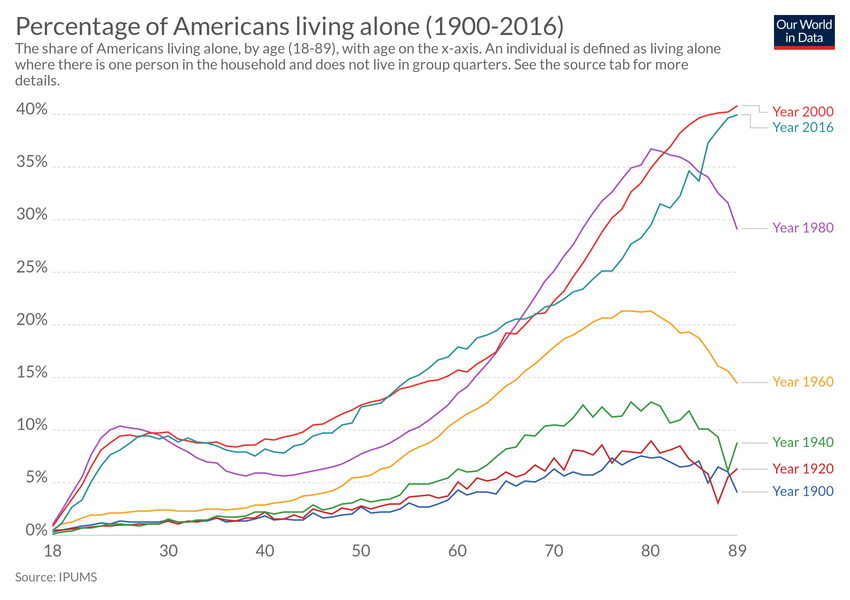 Percentage of Americans living alone (1900-2016)
Our World
in Data
The share of Americans living alone, by age (18-89), with age on the x-axis. An individual is defined as living alone
where there is one person in the household and does not live in group quarters. See the source tab for more
details.
40%
35%
30%
25%
20%
15%
10%
5%
0%
Year 2000
Year 2016
Year 1980
Year 1960
Year 1940
Year 1920
Year 1900
18 30 40 50 60 70 80 89
Source: IPUMS